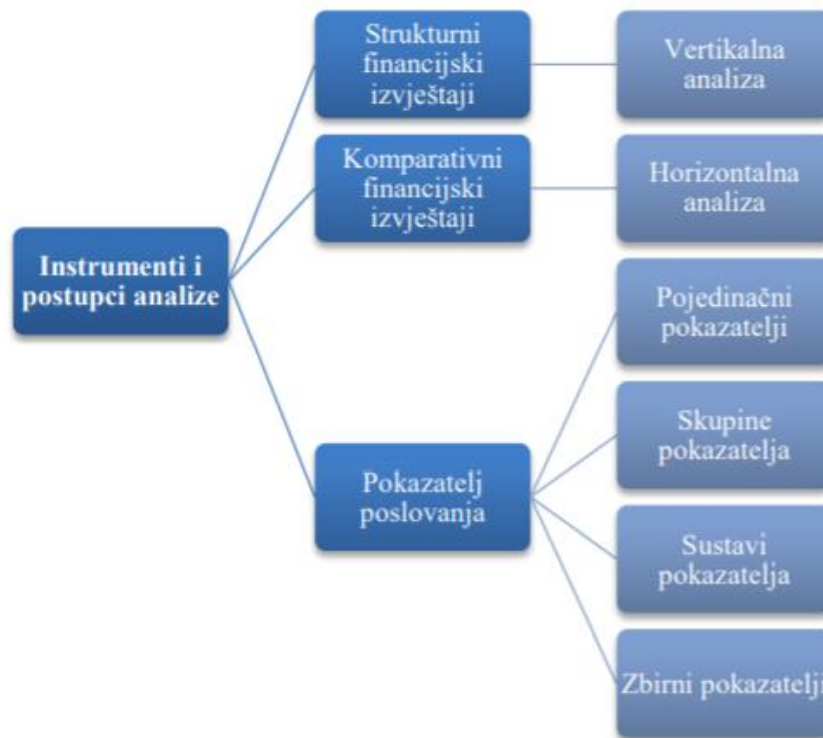 Strukturni
financijski
izvještaji
Vertikalna
analiza
Komparativni
financijski
izvještaji
Horizontalna
analiza
Instrumenti i
postupci analize
Pojedinačni
pokazatelji
Skupine
pokazatelja
Pokazatelj
poslovanja
Sustavi
pokazatelja
Zbirni pokazatelji